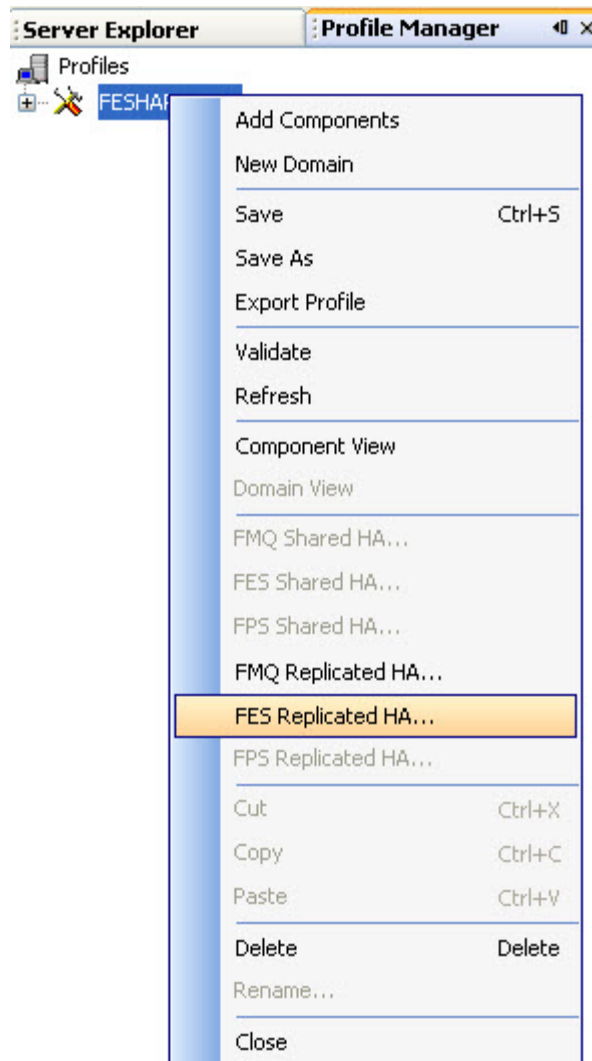 Server Explorer Profile Manager
Profiles
FESHA
Add Components
New Domain
Save Ctrl+S
Save As
Export Profile
Validate
Refresh
Component View
Domain View
FMQ Shared HA...
FES Shared HA...
FPS Shared HA...
FMQ Replicated HA...
FES Replicated HA...
FPS Replicated HA...
Cut Ctrl+X
Copy Ctrl+C
Paste Ctrl+V
Delete Delete
Rename...
Close